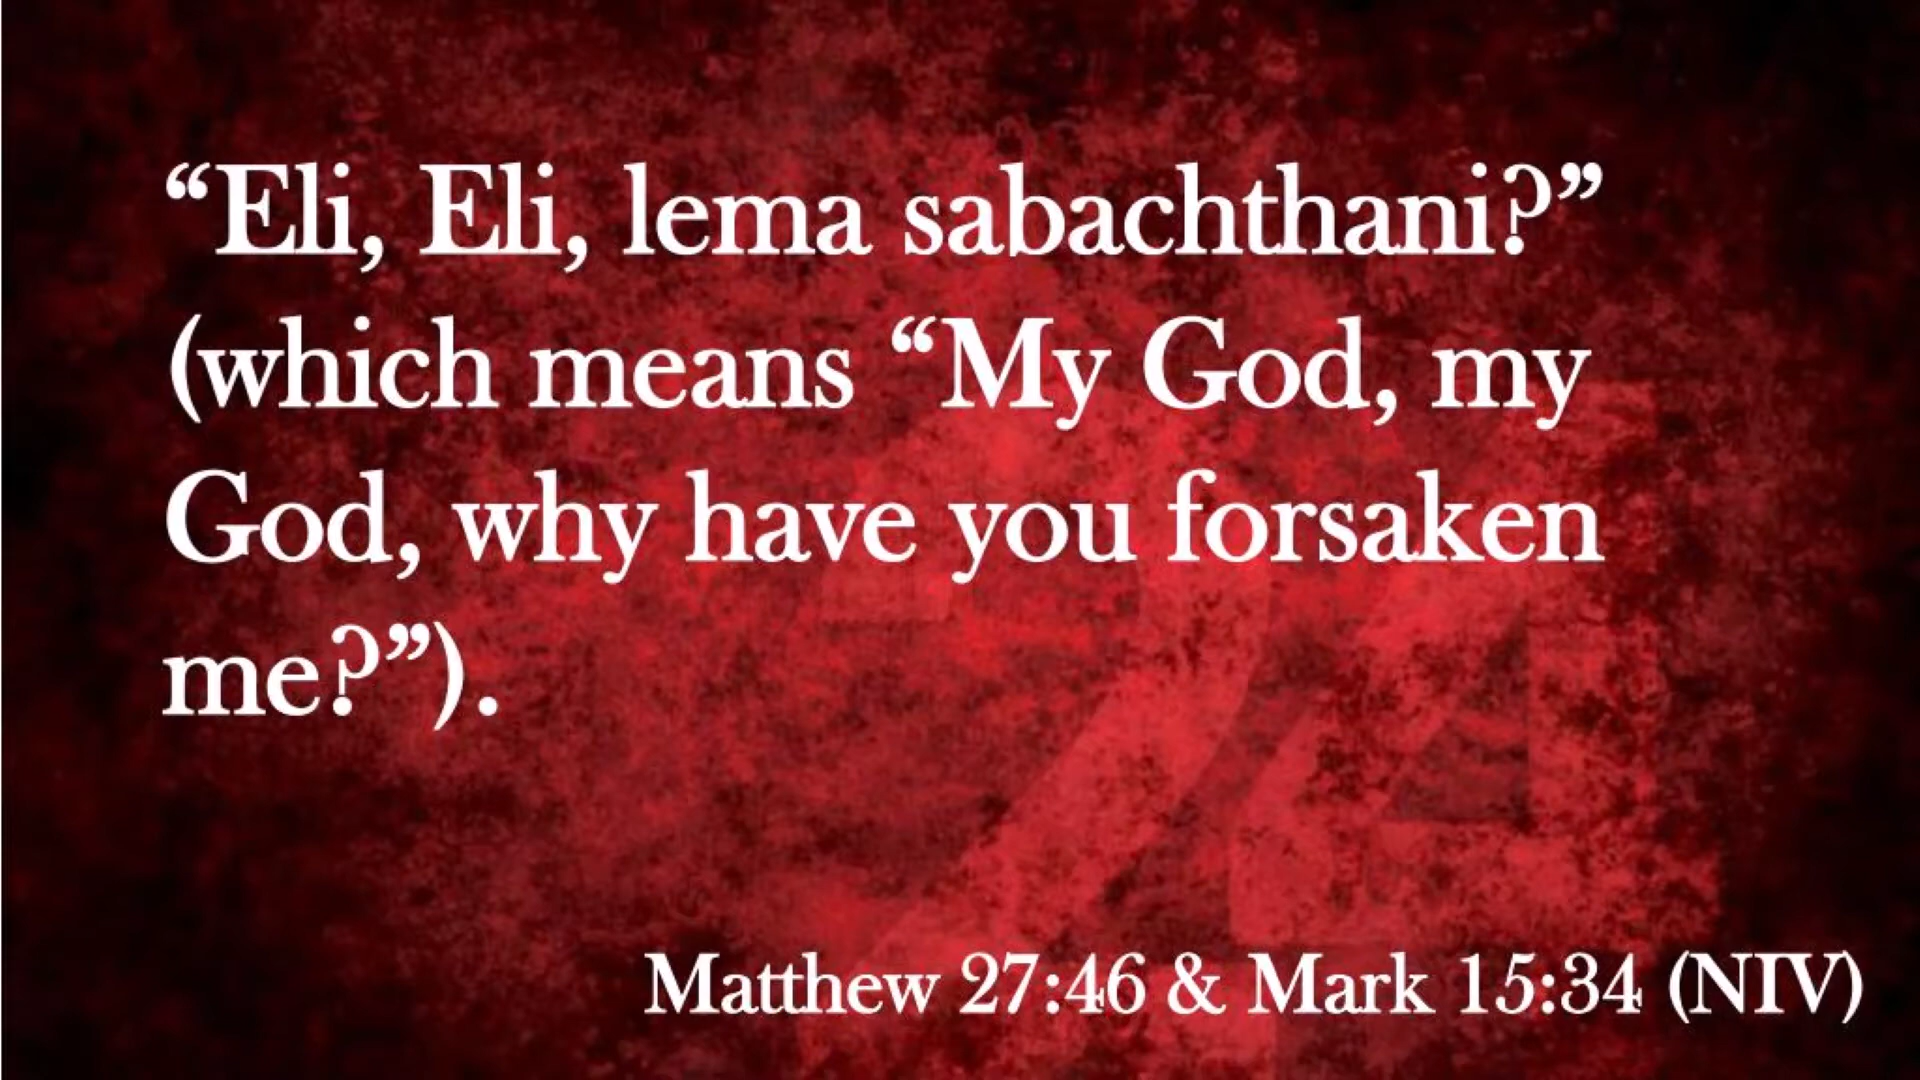 “Eli, Eli, lema sabachthani?”
(which means “My God, my
God, why have you forsaken
me?”).
Matthew 27:46 & Mark 15:34 (NIV)